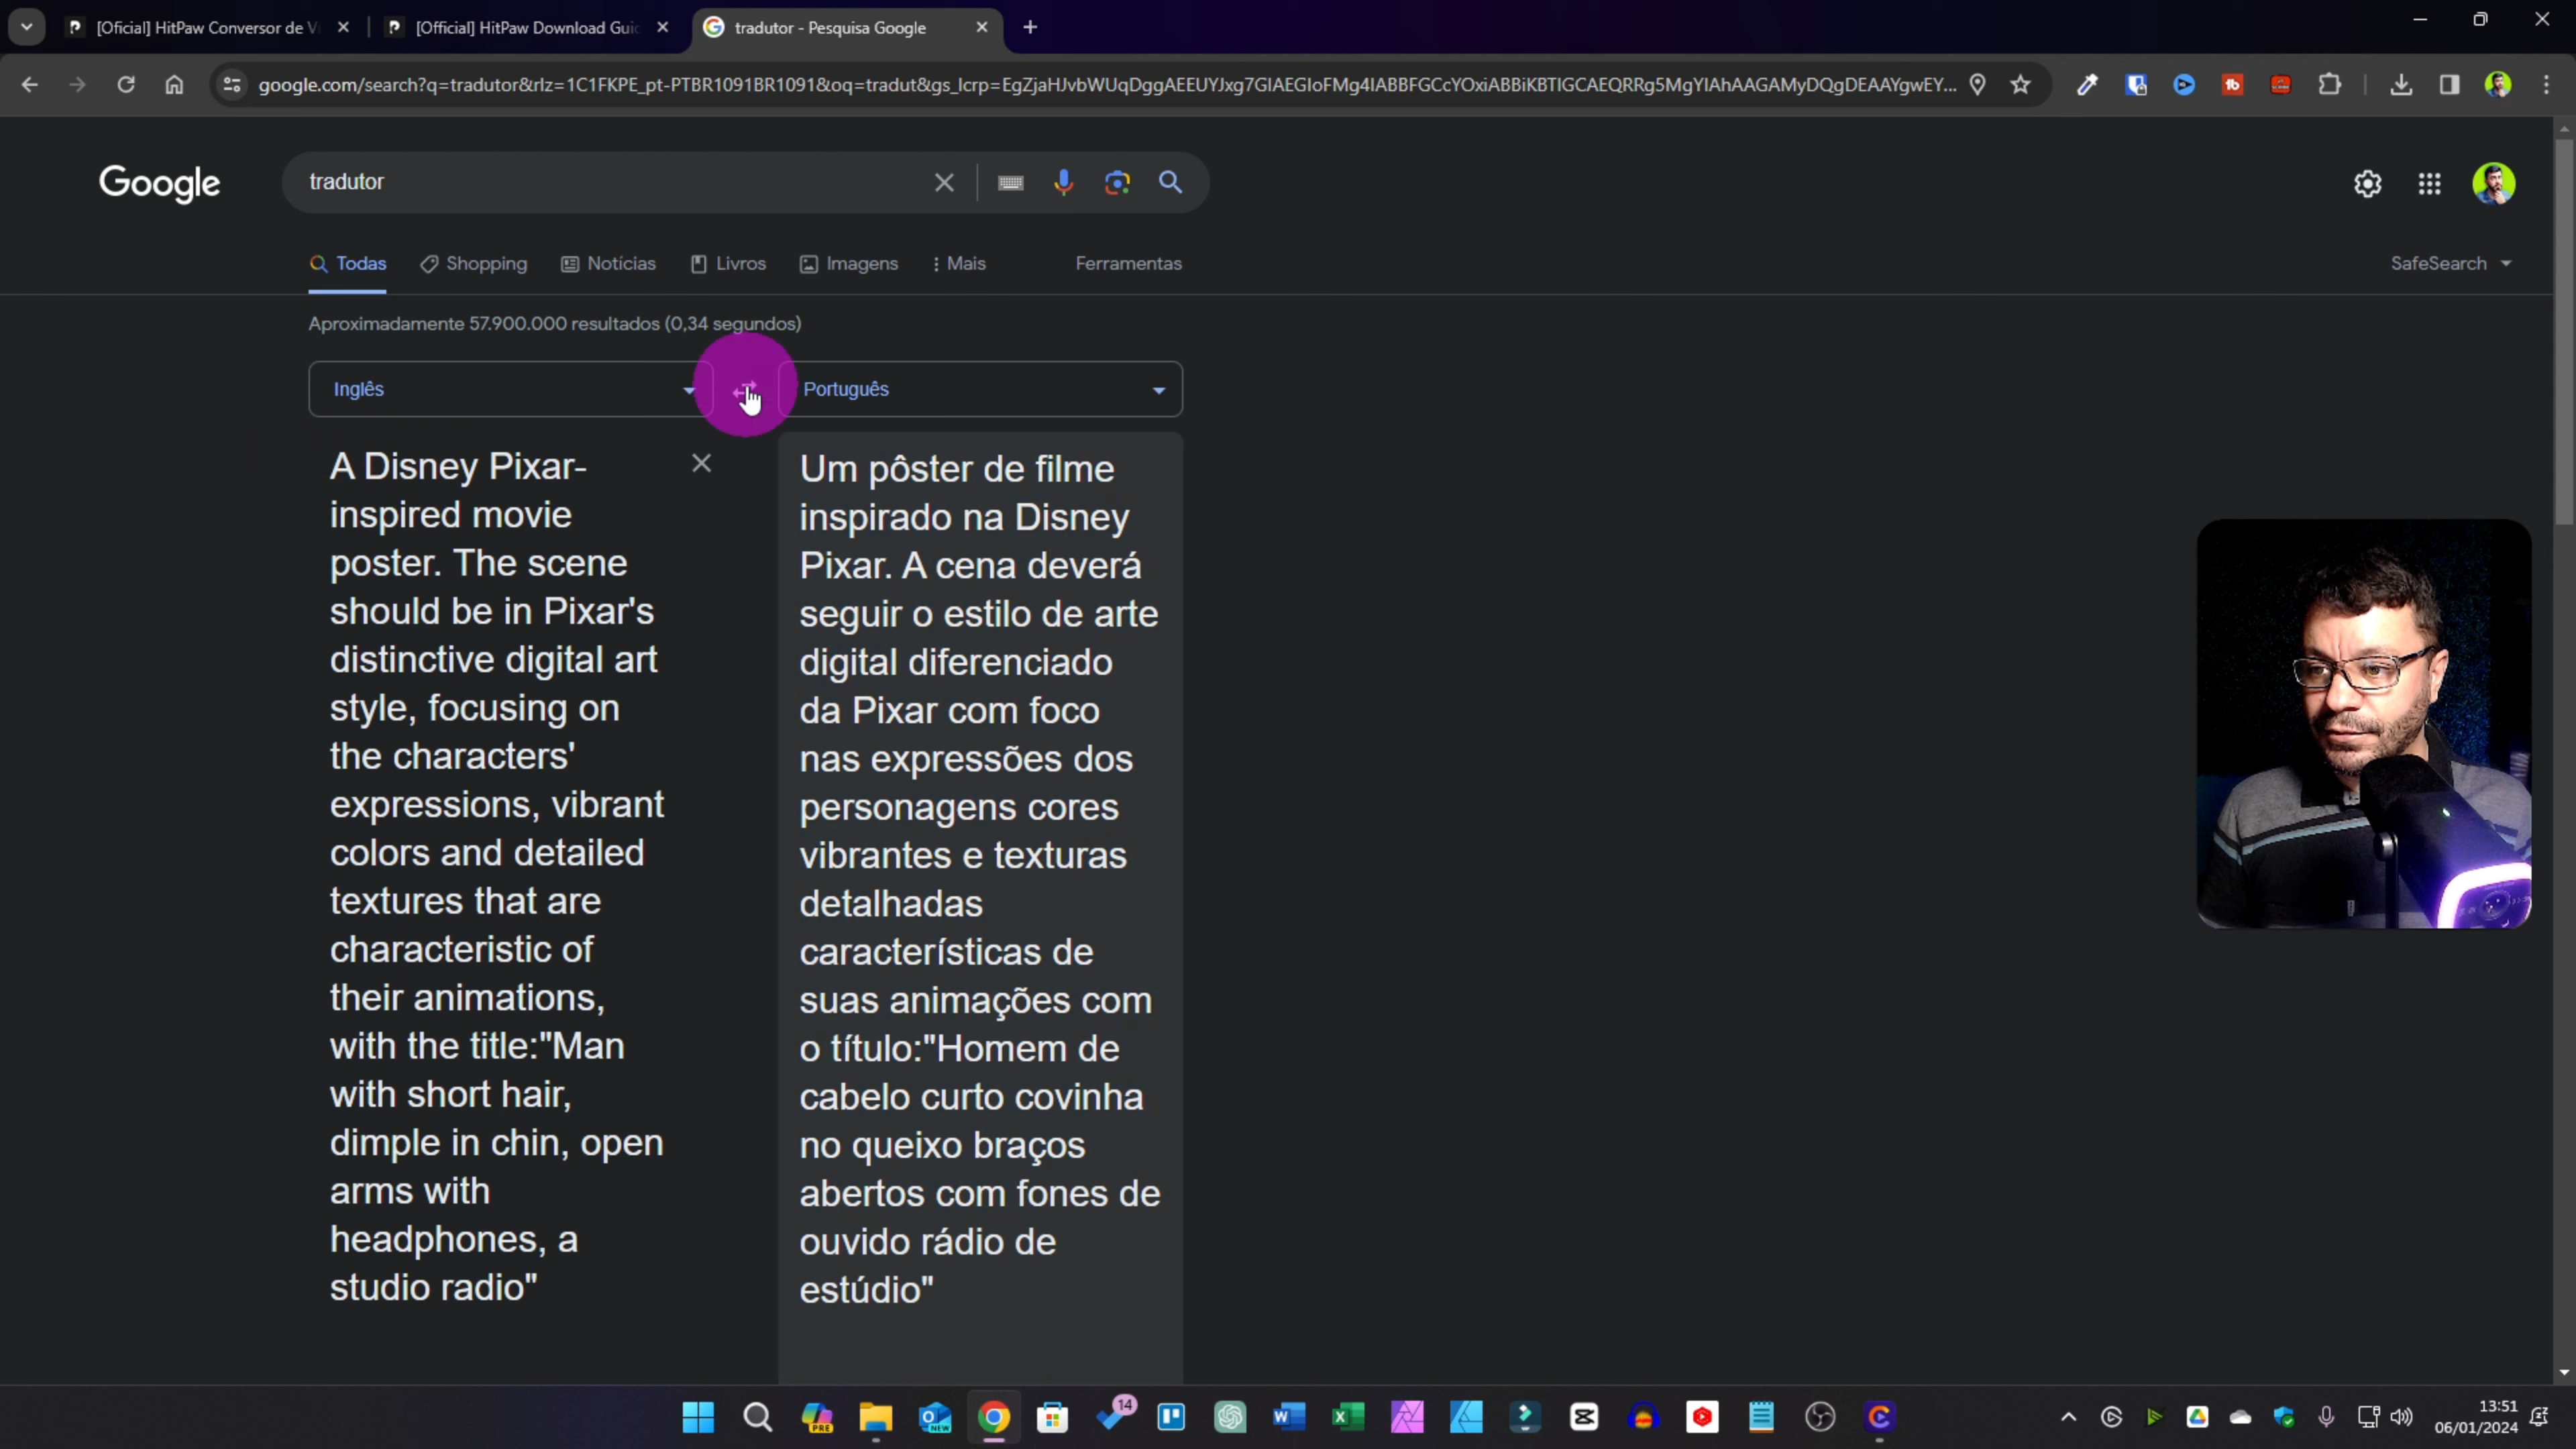 [Oficial] HitPaw Conversor de V
[Official] HitPaw Download Gui
tradutor - Pesquisa Google
google.com/search?q=tradutor&rlz=1C1FKPE_pt-PTBR1091BR1091&oq=tradut&gs_lcrp=EgZjaHJvbWUqDggAEEUYJxg7GIAEGIoFMg4IABBFGCcYOxiABBiKBTIGCAEQRRg5MgYIAhAAGAMyDQgDEAAYgwEY...
Google
tradutor
Todas
Shopping
Notícias
Livros
Imagens
Mais
Ferramentas
SafeSearch
Aproximadamente 57.900.000 resultados (0,34 segundos)
Inglês
Português
A Disney Pixar-
inspired movie
poster. The scene
should be in Pixar's
distinctive digital art
style, focusing on
the characters'
expressions, vibrant
colors and detailed
textures that are
characteristic of
their animations,
with the title:"Man
with short hair,
dimple in chin, open
arms with
headphones, a
studio radio"
Um pôster de filme
inspirado na Disney
Pixar. A cena deverá
seguir o estilo de arte
digital diferenciado
da Pixar com foco
nas expressões dos
personagens cores
vibrantes e texturas
detalhadas
características de
suas animações com
o título:"Homem de
cabelo curto covinha
no queixo braços
abertos com fones de
ouvido rádio de
estúdio"
PRE
NEW
14
13:51
06/01/2024